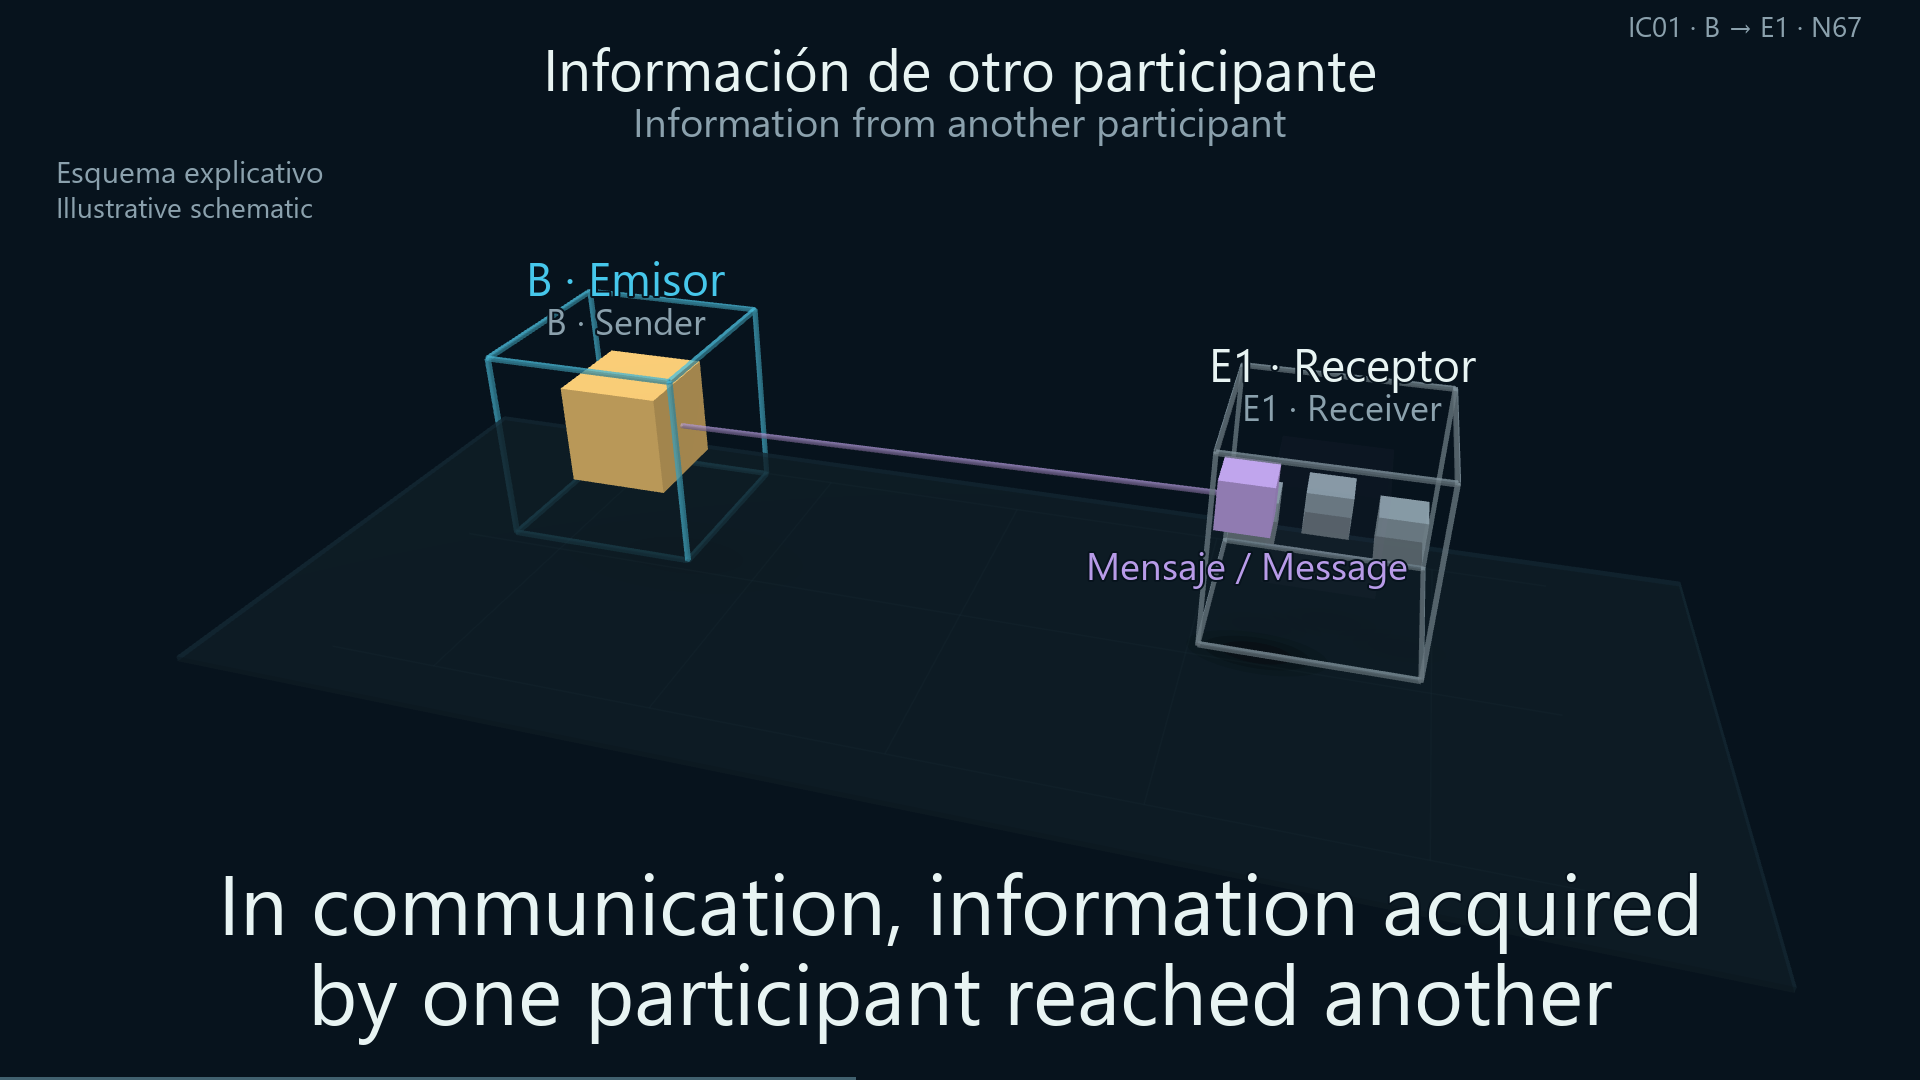 IC01 · B → E1 · N67
Información de otro participante
Information from another participant
Esquema explicativo
Illustrative schematic
B · Emisor
B · Sender
E1 · Receptor
E1 · Receiver
Mensaje / Message
In communication, information acquired
by one participant reached another